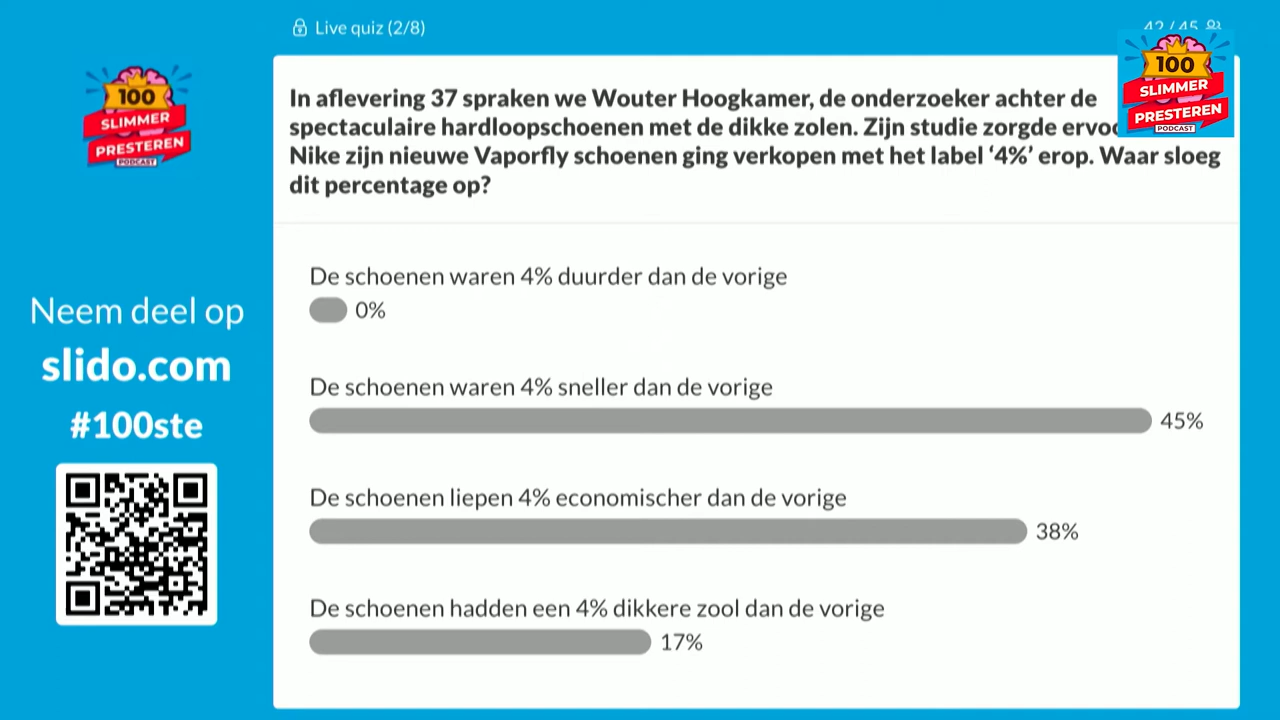 Live quiz (2/8)
42 / 45
100
SLIMMER
PRESTEREN
PODCAST
100
SLIMMER
PRESTEREN
PODCAST
In aflevering 37 spraken we Wouter Hoogkamer, de onderzoeker achter de
spectaculaire hardloopschoenen met de dikke zolen. Zijn studie zorgde
Nike zijn nieuwe Vaporfly schoenen ging verkopen met het label ‘4%’ erop. Waar sloeg
dit percentage op?
De schoenen waren 4% duurder dan de vorige
0%
De schoenen waren 4% sneller dan de vorige
45%
De schoenen liepen 4% economischer dan de vorige
38%
De schoenen hadden een 4% dikkere zool dan de vorige
17%
Neem deel op
slido.com
#100ste